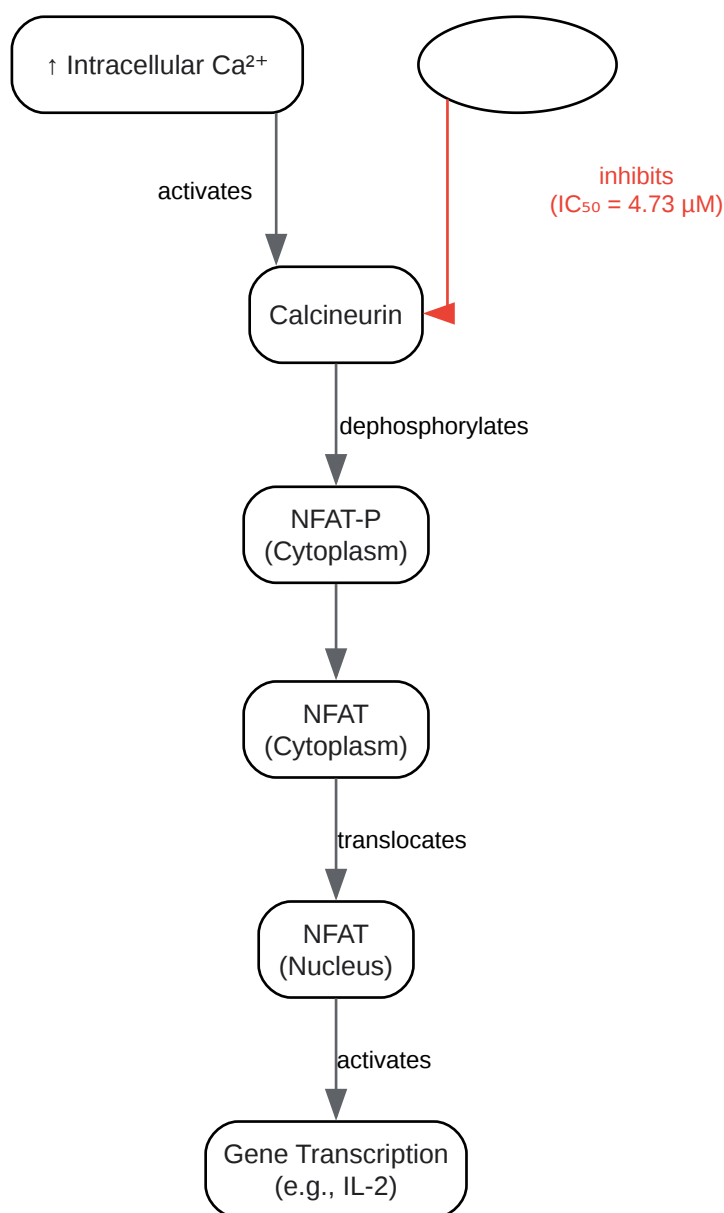 ↑ Intracellular Ca²⁺
activates
inhibits
(IC₅₀ = 4.73 µM)
Calcineurin
dephosphorylates
NFAT-P
(Cytoplasm)
NFAT
(Cytoplasm)
translocates
NFAT
(Nucleus)
activates
Gene Transcription
(e.g., IL-2)